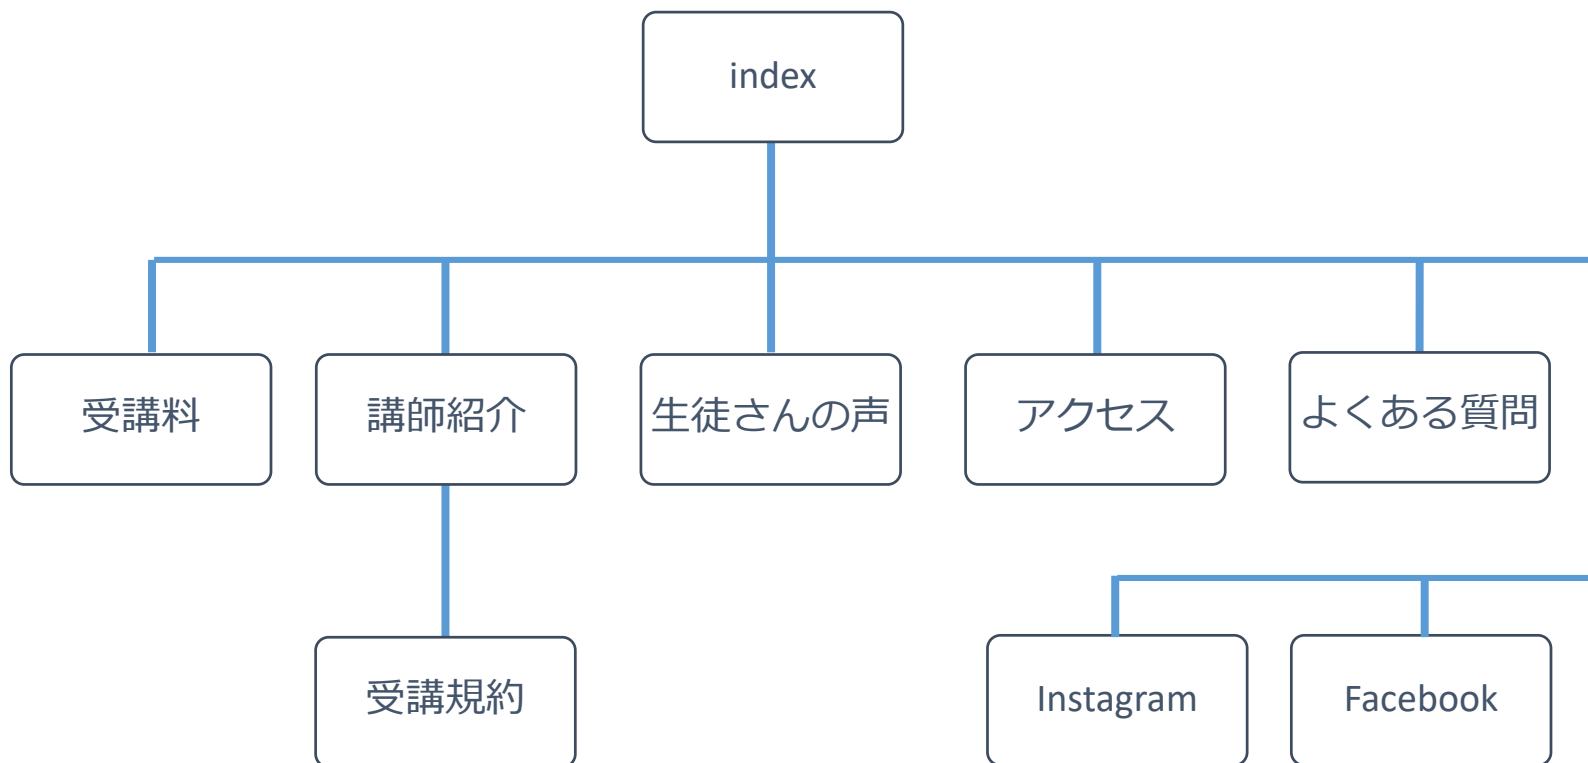 index
受講料
講師紹介
生徒さんの声
アクセス
よくある質問
受講規約
Instagram
Facebook